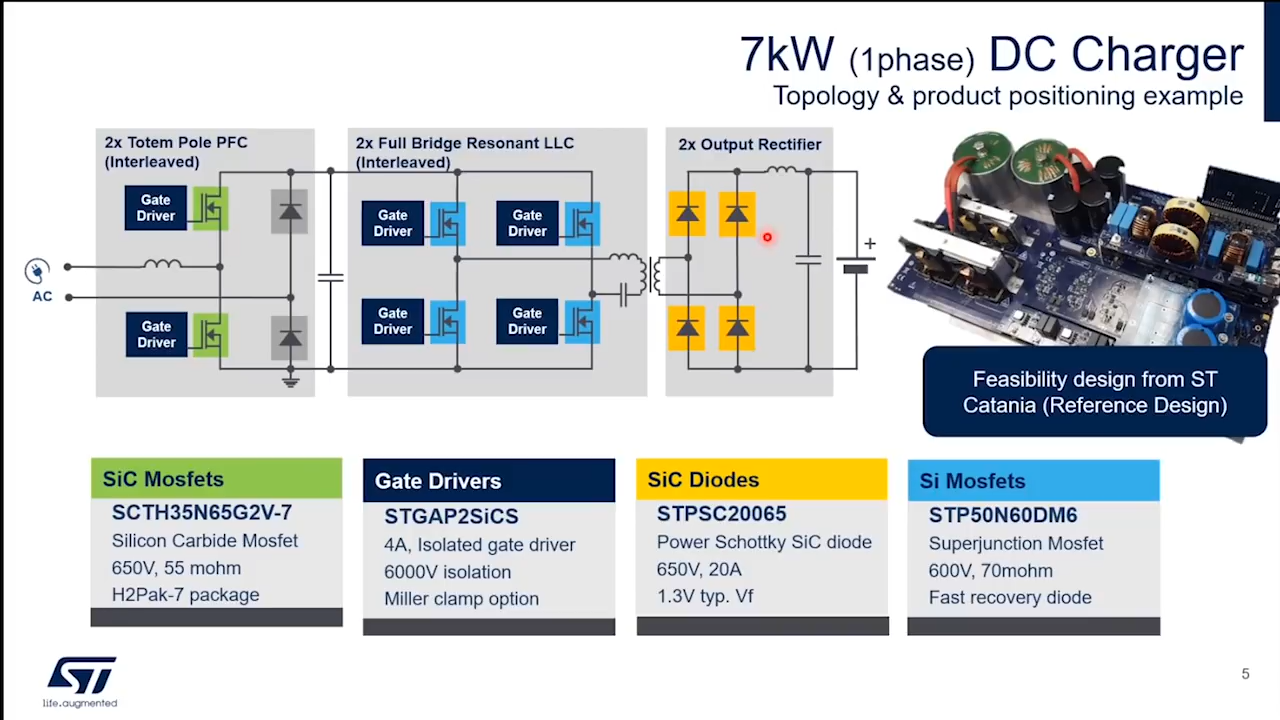 7kW (1phase) DC Charger
Topology & product positioning example
2x Totem Pole PFC
(Interleaved)
2x Full Bridge Resonant LLC
(Interleaved)
2x Output Rectifier
Gate
Driver
Gate
Driver
Gate
Driver
Gate
Driver
Gate
Driver
Gate
Driver
AC
+
Feasibility design from ST
Catania (Reference Design)
SiC Mosfets
SCTH35N65G2V-7
Silicon Carbide Mosfet
650V, 55 mohm
H2Pak-7 package
Gate Drivers
STGAP2SiCS
4A, Isolated gate driver
6000V isolation
Miller clamp option
SiC Diodes
STPSC20065
Power Schottky SiC diode
650V, 20A
1.3V typ. Vf
Si Mosfets
STP50N60DM6
Superjunction Mosfet
600V, 70mohm
Fast recovery diode
ST
life.augmented
5